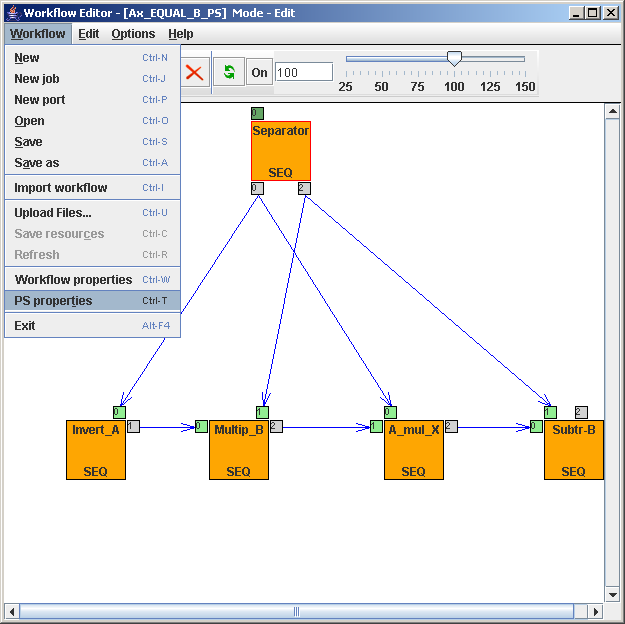 Workflow Editor - [Ax_EQUAL_B_PS] Mode - Edit
Workflow Edit Options Help
New Ctrl-N
New job Ctrl-J
New port Ctrl-P
Open Ctrl-O
Save Ctrl-S
Save as Ctrl-A
Import workflow Ctrl-I
Upload Files... Ctrl-U
Save resources Ctrl-C
Refresh Ctrl-R
Workflow properties Ctrl-W
PS properties Ctrl-T
Exit Alt-F4
On 100
25 50 75 100 125 150
0
Separator
SEQ
0 2
0 1 0 1 2
Invert_A 1 0 Multip_B 2 1 A_mul_X 2 0 Subtr-B
SEQ SEQ SEQ SEQ